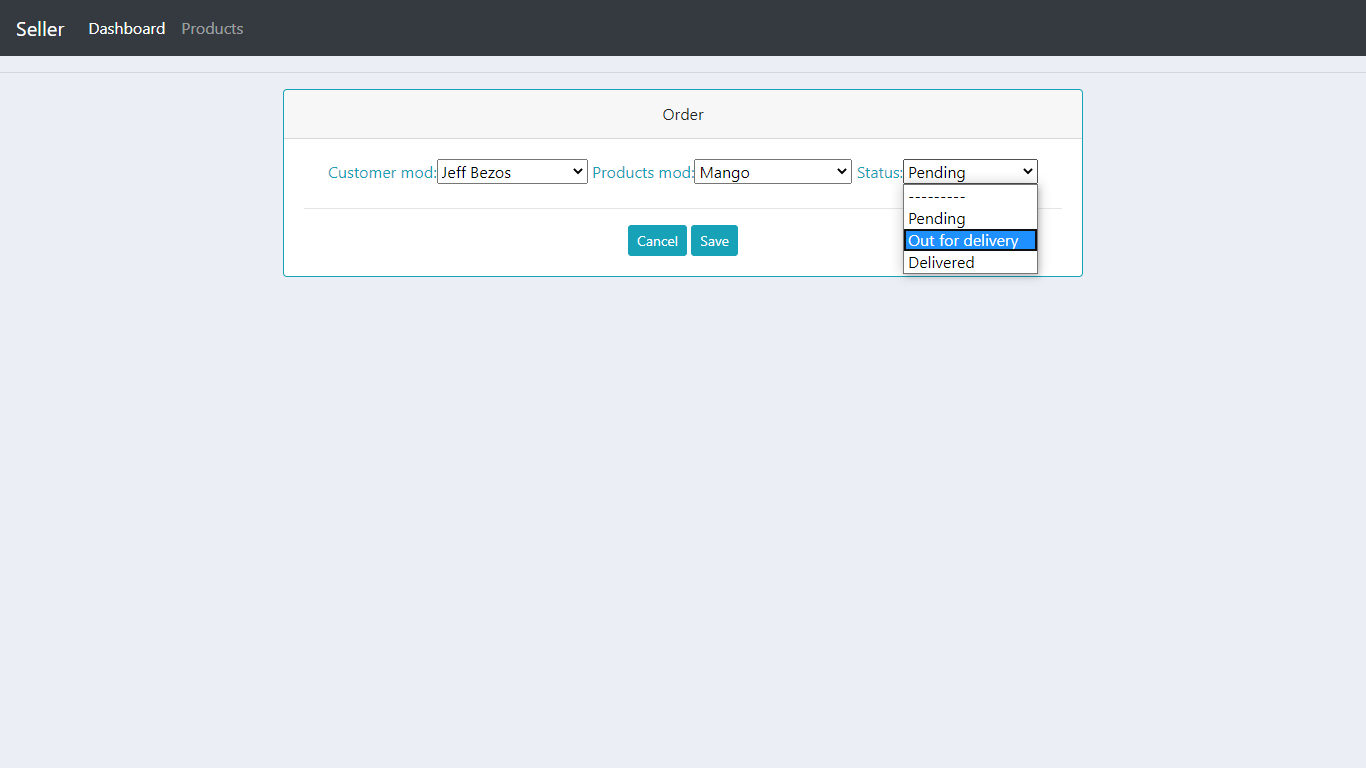 Seller Dashboard Products
Order
Customer mod: Jeff Bezos Products mod: Mango Status: Pending
---------
Pending
Out for delivery
Delivered
Cancel Save